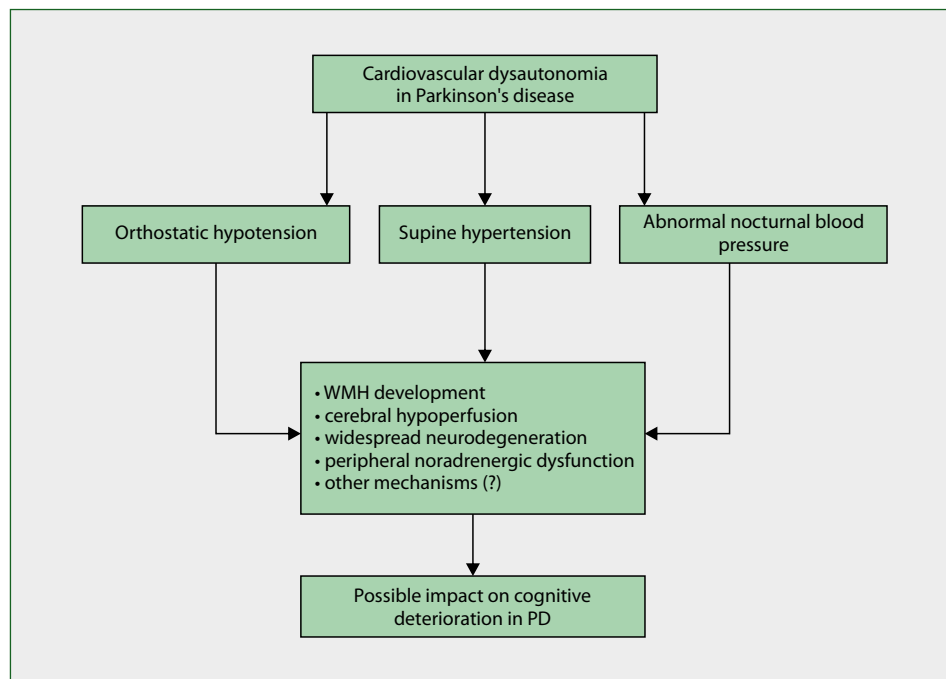 Cardiovascular dysautonomia
in Parkinson's disease
Orthostatic hypotension
Supine hypertension
Abnormal nocturnal blood
pressure
• WMH development
• cerebral hypoperfusion
• widespread neurodegeneration
• peripheral noradrenergic dysfunction
• other mechanisms (?)
Possible impact on cognitive
deterioration in PD